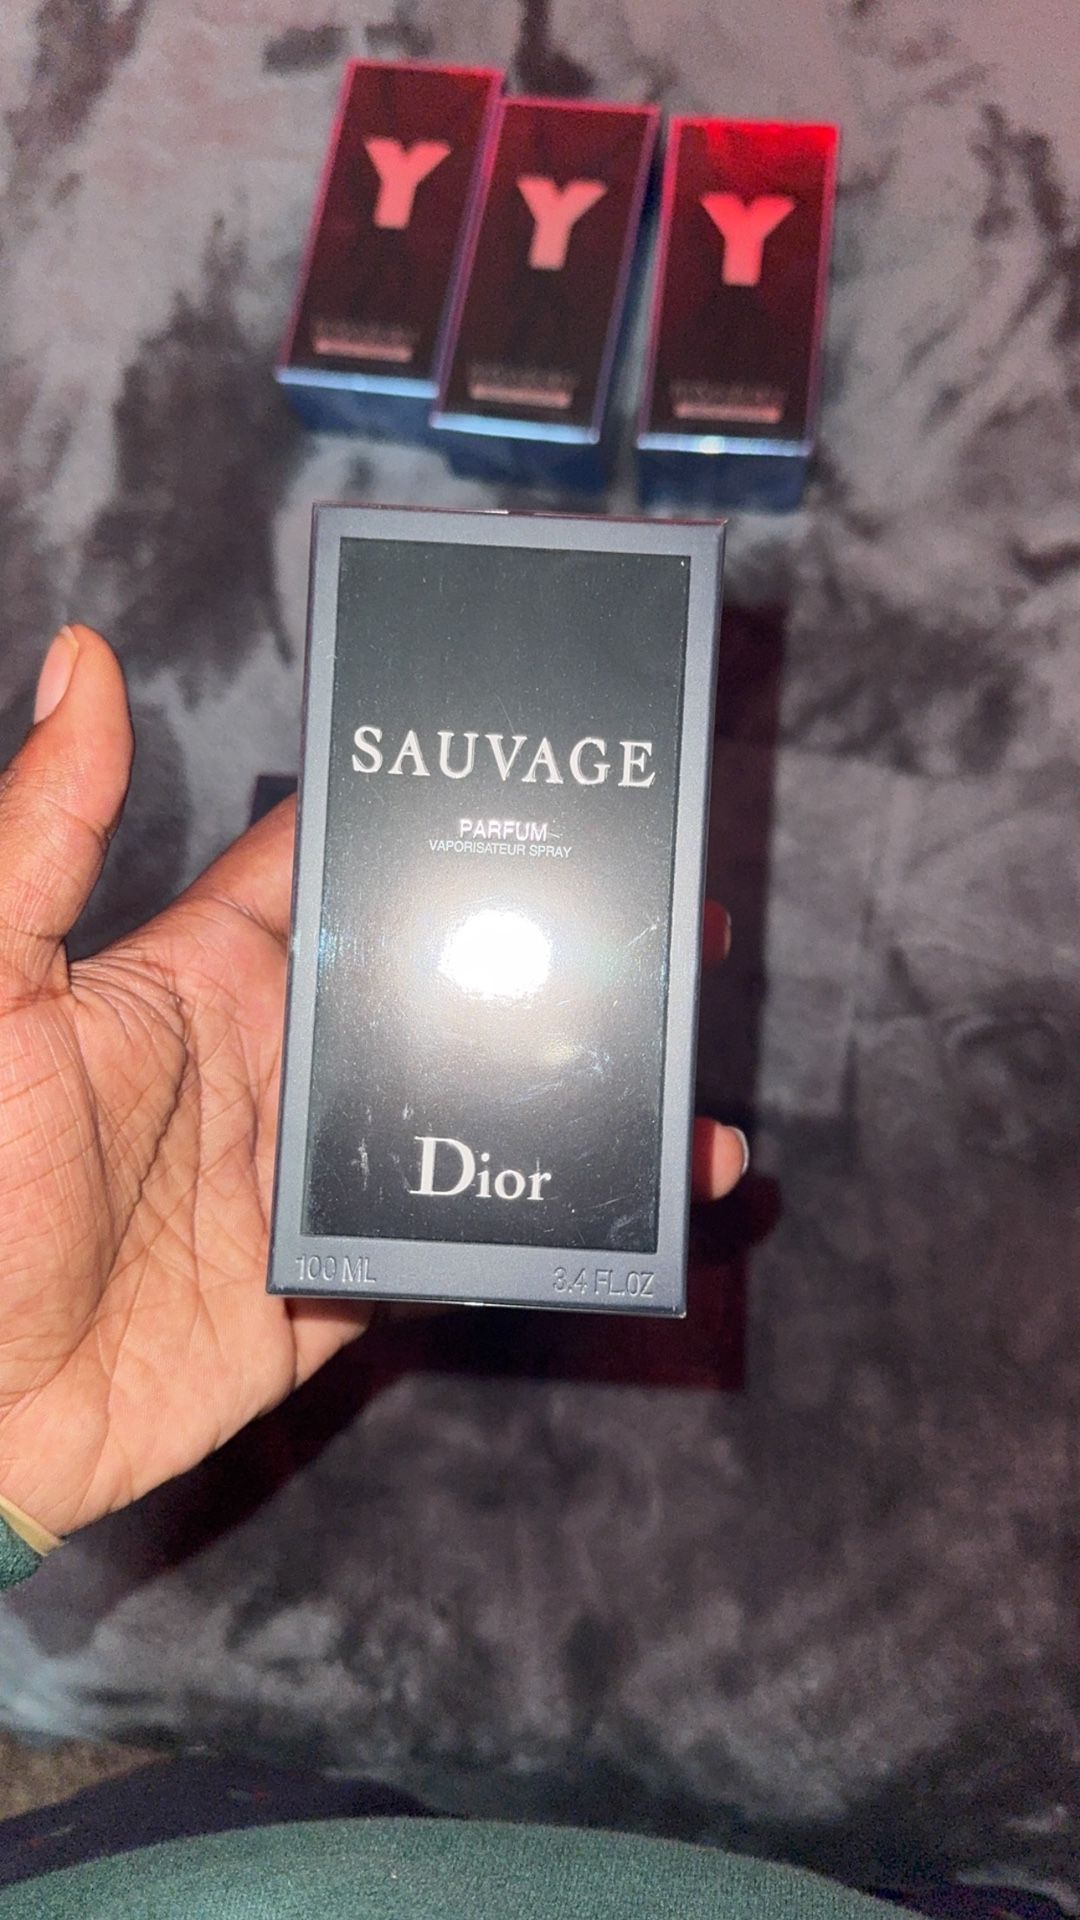 Y
Y
Y
SAUVAGE
PARFUM
VAPORISATEUR SPRAY
Dior
100 ML
3.4 FL.OZ